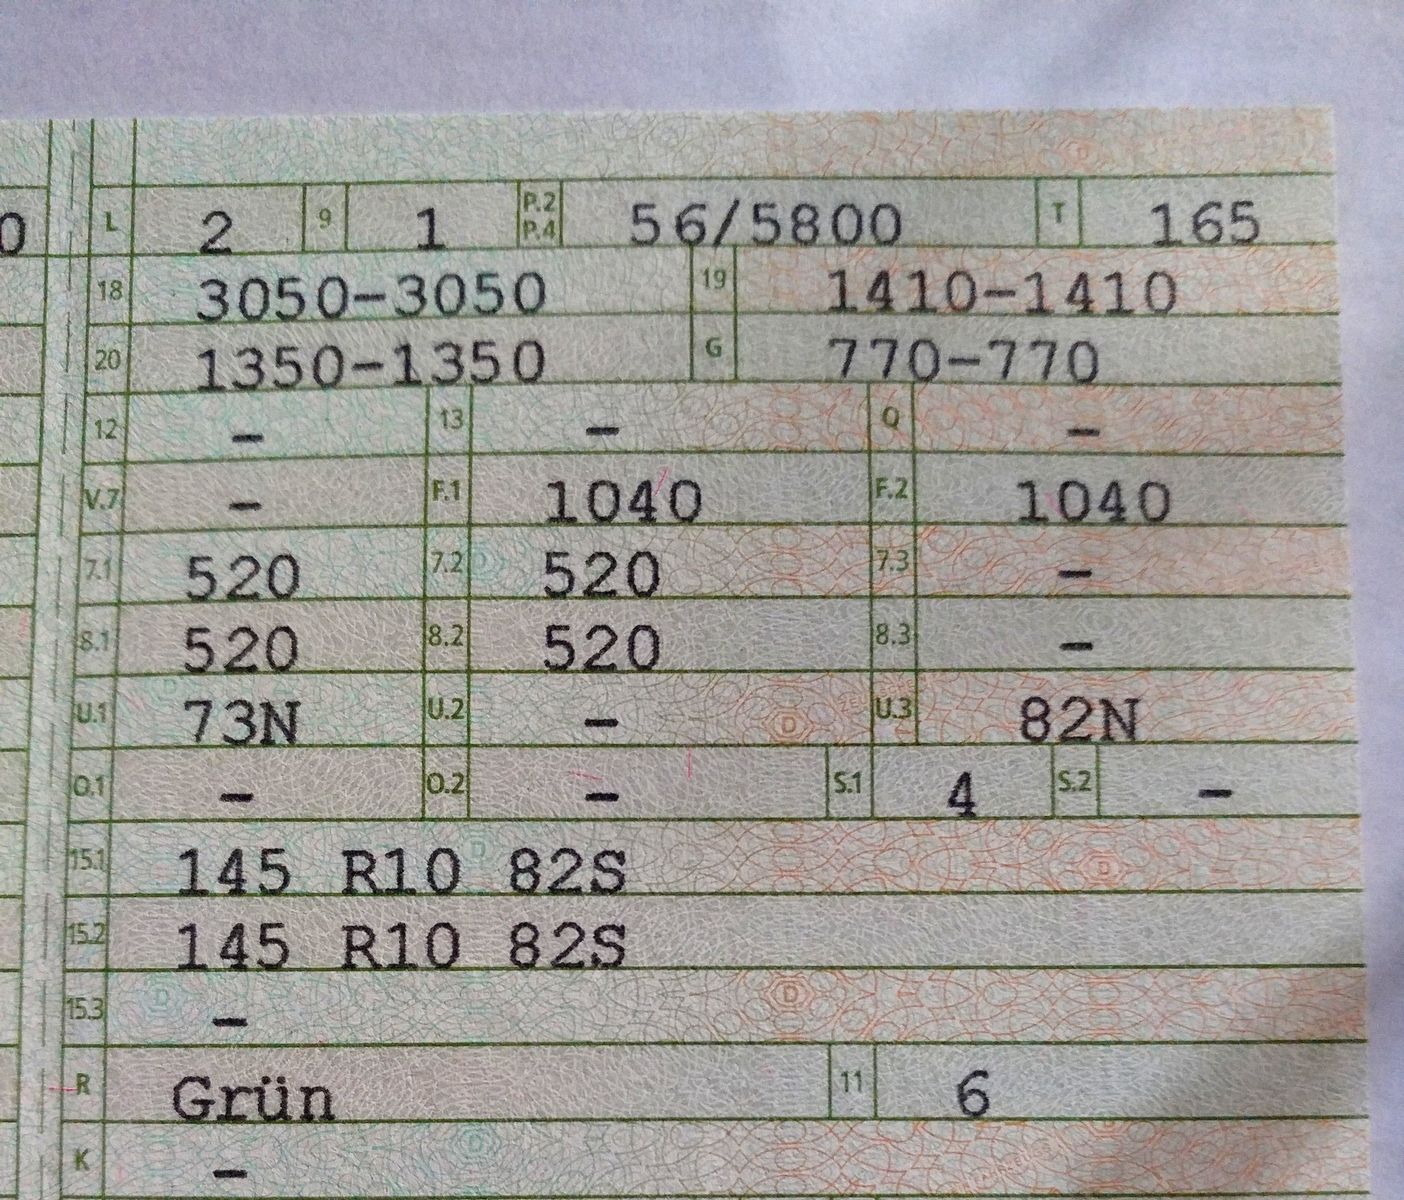 0 L 2 9 1 P.2 P.4 56/5800 T 165
18 3050-3050 19 1410-1410
20 1350-1350 G 770-770
12 - 13 - Q -
V.7 - F.1 1040 F.2 1040
7.1 520 7.2 520 7.3 -
8.1 520 8.2 520 8.3 -
U.1 73N U.2 - U.3 82N
O.1 - O.2 - S.1 4 S.2 -
15.1 145 R10 82S
15.2 145 R10 82S
15.3 -
R Grün 11 6
K -